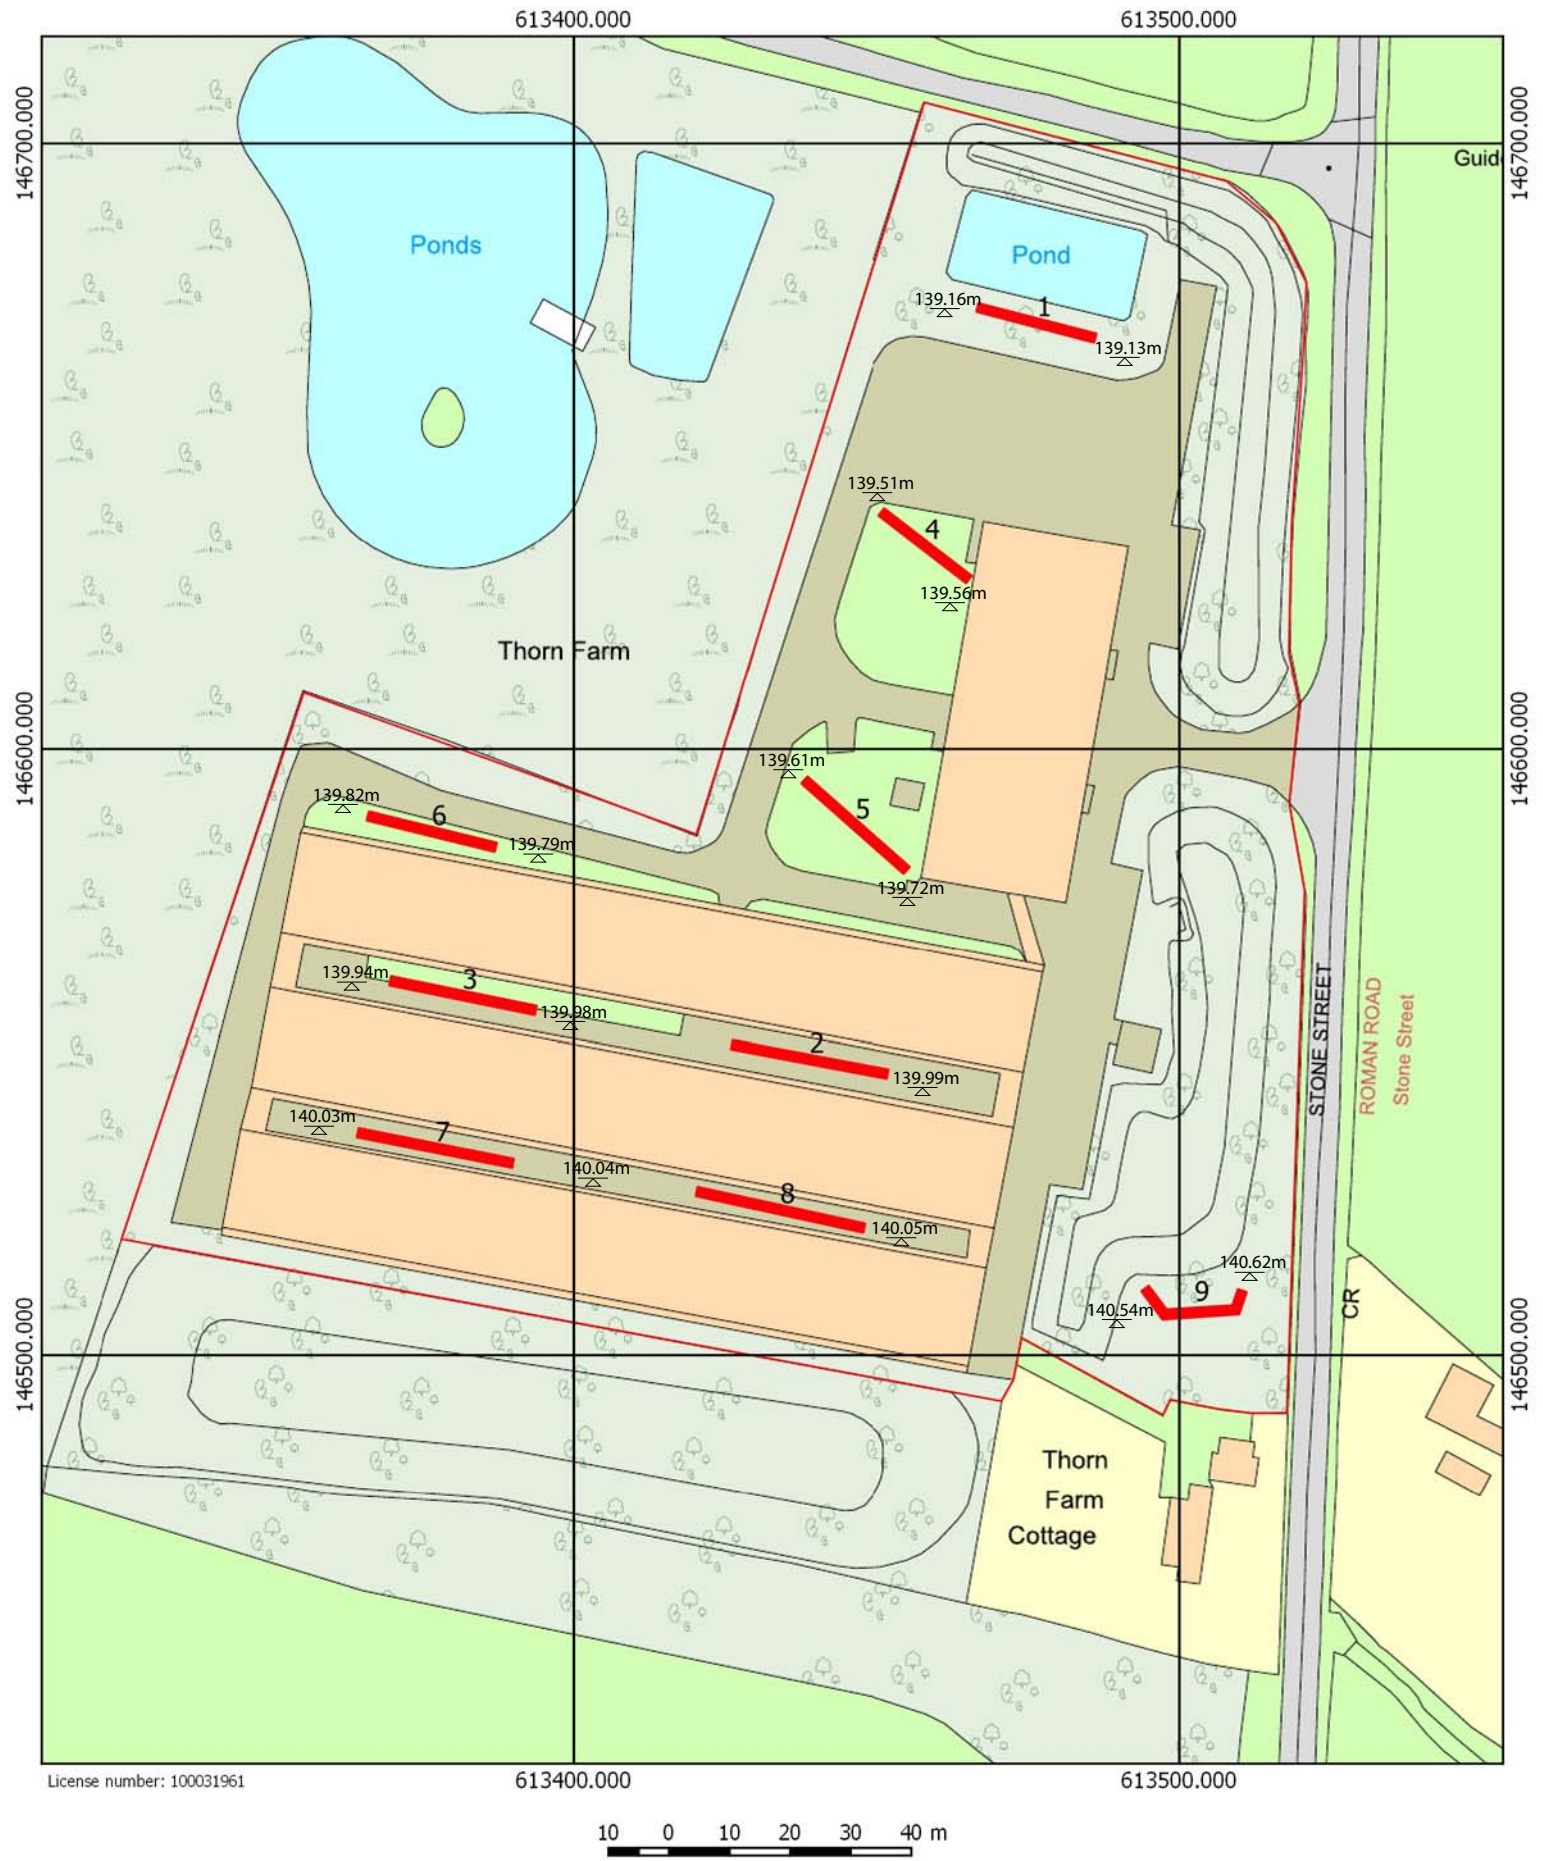 613400.000
613500.000
146700.000
146700.000
Guid
Ponds
Pond
139.16m
1
139.13m
139.51m
4
139.56m
Thorn Farm
146600.000
146600.000
139.61m
5
139.72m
139.82m
6
139.79m
139.94m
3
139.98m
2
139.99m
STONE STREET
ROMAN ROAD
Stone Street
140.03m
7
140.04m
8
140.05m
140.62m
9
140.54m
CR
146500.000
146500.000
Thorn
Farm
Cottage
License number: 100031961
613400.000
613500.000
10 0 10 20 30 40 m